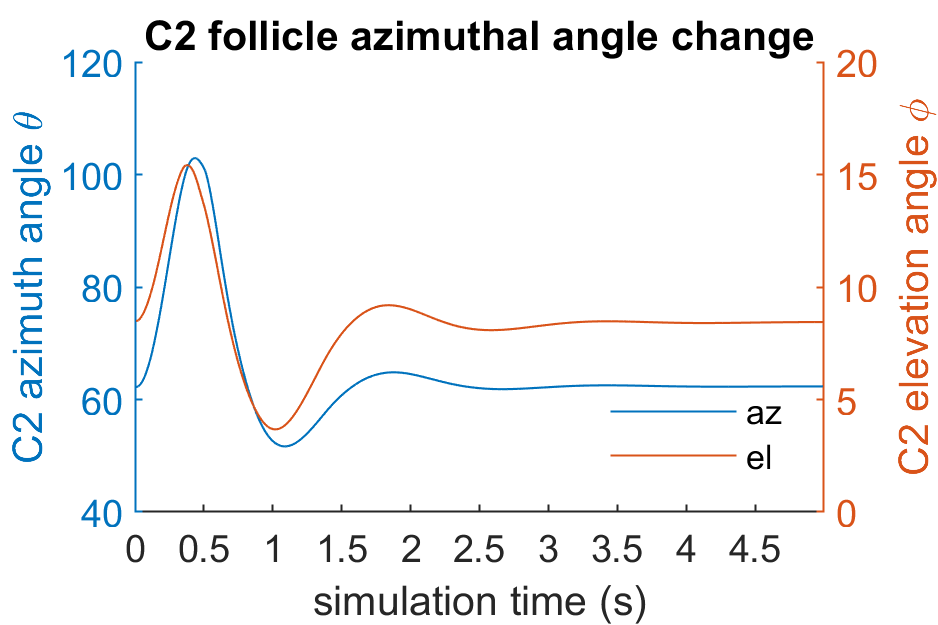 C2 follicle azimuthal angle change
C2 azimuth angle θ
120
100
80
60
40
20
15
10
5
0
C2 elevation angle ϕ
az
el
0 0.5 1 1.5 2 2.5 3 3.5 4 4.5
simulation time (s)